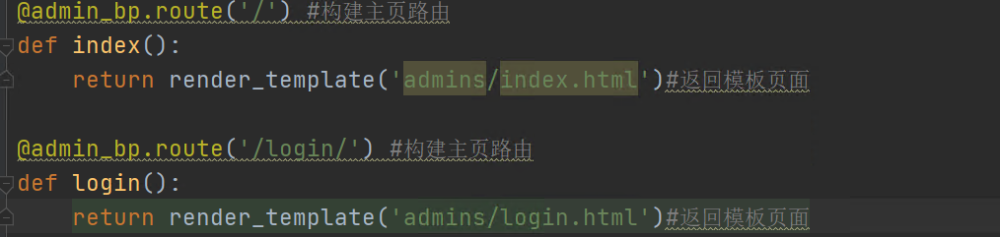 @admin_bp.route('/') #构建主页路由
def index():
    return render_template('admins/index.html')#返回模板页面
@admin_bp.route('/login/') #构建主页路由
def login():
    return render_template('admins/login.html')#返回模板页面